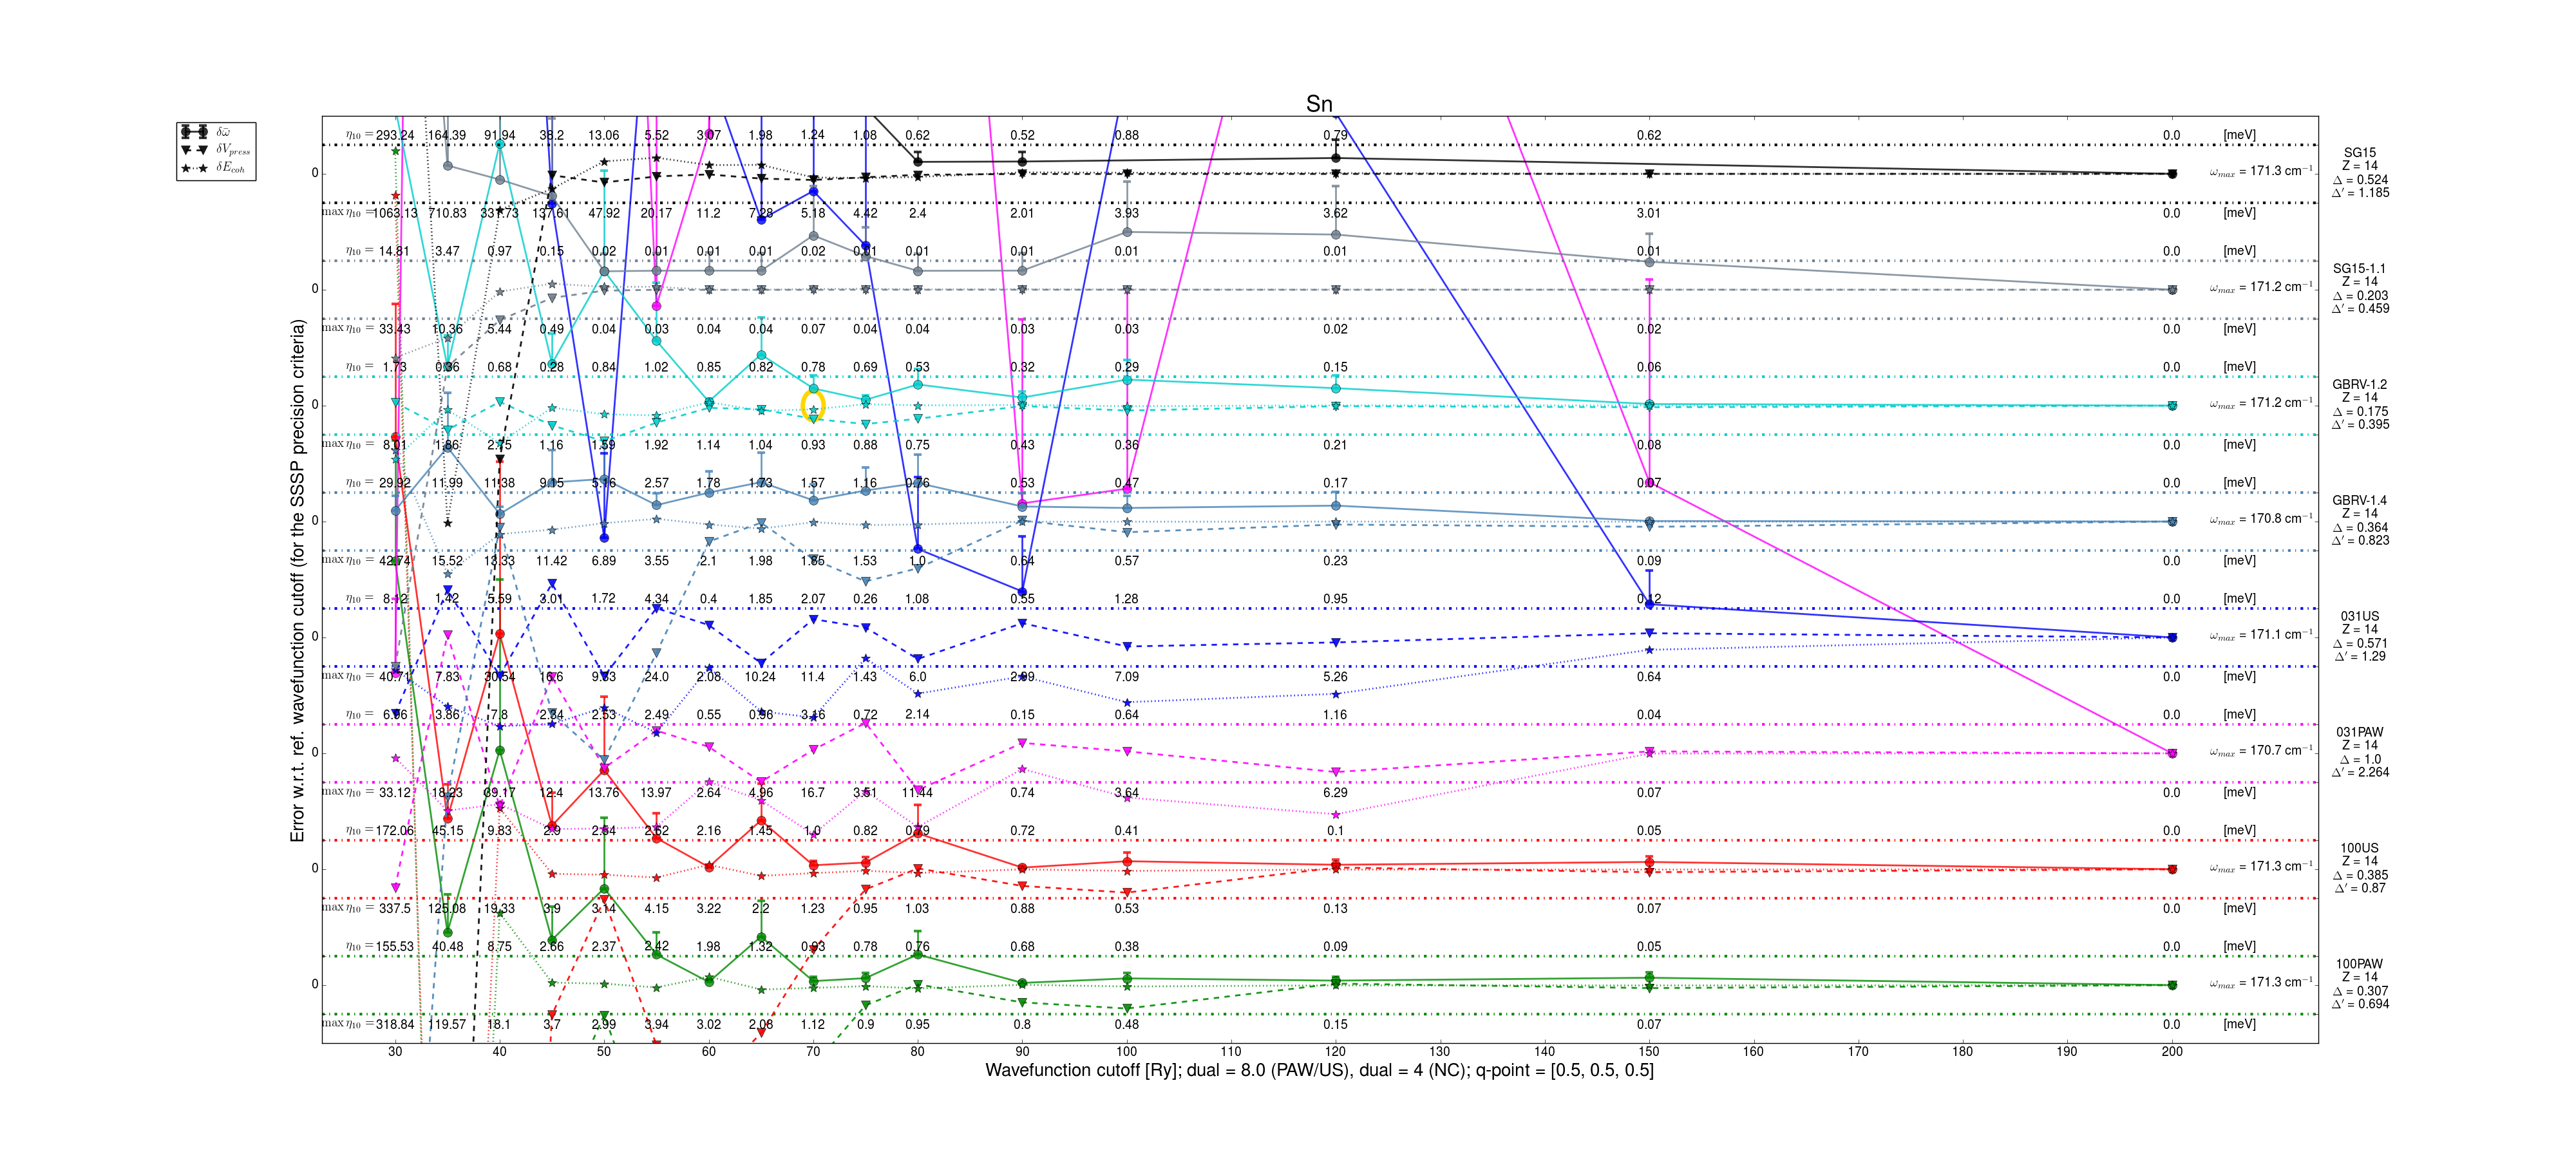 Sn
δω̄
δV_press
δE_coh
Error w.r.t. ref. wavefunction cutoff (for the SSSP precision criteria)
η₁₀ = 293.24 164.39 91.94 38.2 13.06 5.52 3.07 1.98 1.24 1.08 0.62 0.52 0.88 0.79 0.62 0.0 [meV]
0 ω_max = 171.3 cm⁻¹
max η₁₀ = 1063.13 710.83 331.73 137.61 47.92 20.17 11.2 7.28 5.18 4.42 2.4 2.01 3.93 3.62 3.01 0.0 [meV]
SG15
Z = 14
Δ = 0.524
Δ′ = 1.185
η₁₀ = 14.81 3.47 0.97 0.15 0.02 0.01 0.01 0.01 0.02 0.01 0.01 0.01 0.01 0.01 0.01 0.0 [meV]
0 ω_max = 171.2 cm⁻¹
max η₁₀ = 33.43 10.36 5.44 0.49 0.04 0.03 0.04 0.04 0.07 0.04 0.04 0.03 0.03 0.02 0.02 0.0 [meV]
SG15-1.1
Z = 14
Δ = 0.203
Δ′ = 0.459
η₁₀ = 1.73 0.36 0.68 0.28 0.84 1.02 0.85 0.82 0.78 0.69 0.53 0.32 0.29 0.15 0.06 0.0 [meV]
0 ω_max = 171.2 cm⁻¹
max η₁₀ = 8.01 1.86 2.75 1.16 1.59 1.92 1.14 1.04 0.93 0.88 0.75 0.43 0.36 0.21 0.08 0.0 [meV]
GBRV-1.2
Z = 14
Δ = 0.175
Δ′ = 0.395
η₁₀ = 29.92 11.99 11.38 9.15 5.16 2.57 1.78 1.73 1.57 1.16 0.76 0.53 0.47 0.17 0.07 0.0 [meV]
0 ω_max = 170.8 cm⁻¹
max η₁₀ = 42.74 15.52 13.33 11.42 6.89 3.55 2.1 1.98 1.85 1.53 1.0 0.64 0.57 0.23 0.09 0.0 [meV]
GBRV-1.4
Z = 14
Δ = 0.364
Δ′ = 0.823
η₁₀ = 8.12 1.42 5.59 3.01 1.72 4.34 0.4 1.85 2.07 0.26 1.08 0.55 1.28 0.95 0.12 0.0 [meV]
0 ω_max = 171.1 cm⁻¹
max η₁₀ = 40.71 7.83 30.54 16.6 9.33 24.0 2.08 10.24 11.4 1.43 6.0 2.99 7.09 5.26 0.64 0.0 [meV]
031US
Z = 14
Δ = 0.571
Δ′ = 1.29
η₁₀ = 3.86 7.8 2.53 2.49 0.55 0.96 3.16 0.72 2.14 0.15 0.64 1.16 0.04 0.0 [meV]
0 ω_max = 170.7 cm⁻¹
max η₁₀ = 33.12 18.23 39.17 12.4 13.76 13.97 2.64 4.96 16.7 3.51 11.44 0.74 3.64 6.29 0.07 0.0 [meV]
031PAW
Z = 14
Δ = 1.0
Δ′ = 2.264
η₁₀ = 172.06 45.15 9.83 2.9 2.64 2.52 2.16 1.45 1.0 0.82 0.79 0.72 0.41 0.1 0.05 0.0 [meV]
0 ω_max = 171.3 cm⁻¹
max η₁₀ = 337.5 125.08 19.33 3.9 3.14 4.15 3.22 2.2 1.23 0.95 1.03 0.88 0.53 0.13 0.07 0.0 [meV]
100US
Z = 14
Δ = 0.385
Δ′ = 0.87
η₁₀ = 155.53 40.48 8.75 2.66 2.37 2.42 1.98 1.32 0.93 0.78 0.76 0.68 0.38 0.09 0.05 0.0 [meV]
0 ω_max = 171.3 cm⁻¹
max η₁₀ = 318.84 119.57 18.1 3.7 2.99 3.94 3.02 2.08 1.12 0.9 0.95 0.8 0.48 0.15 0.07 0.0 [meV]
100PAW
Z = 14
Δ = 0.307
Δ′ = 0.694
30 40 50 60 70 80 90 100 110 120 130 140 150 160 170 180 190 200
Wavefunction cutoff [Ry]; dual = 8.0 (PAW/US), dual = 4 (NC); q-point = [0.5, 0.5, 0.5]